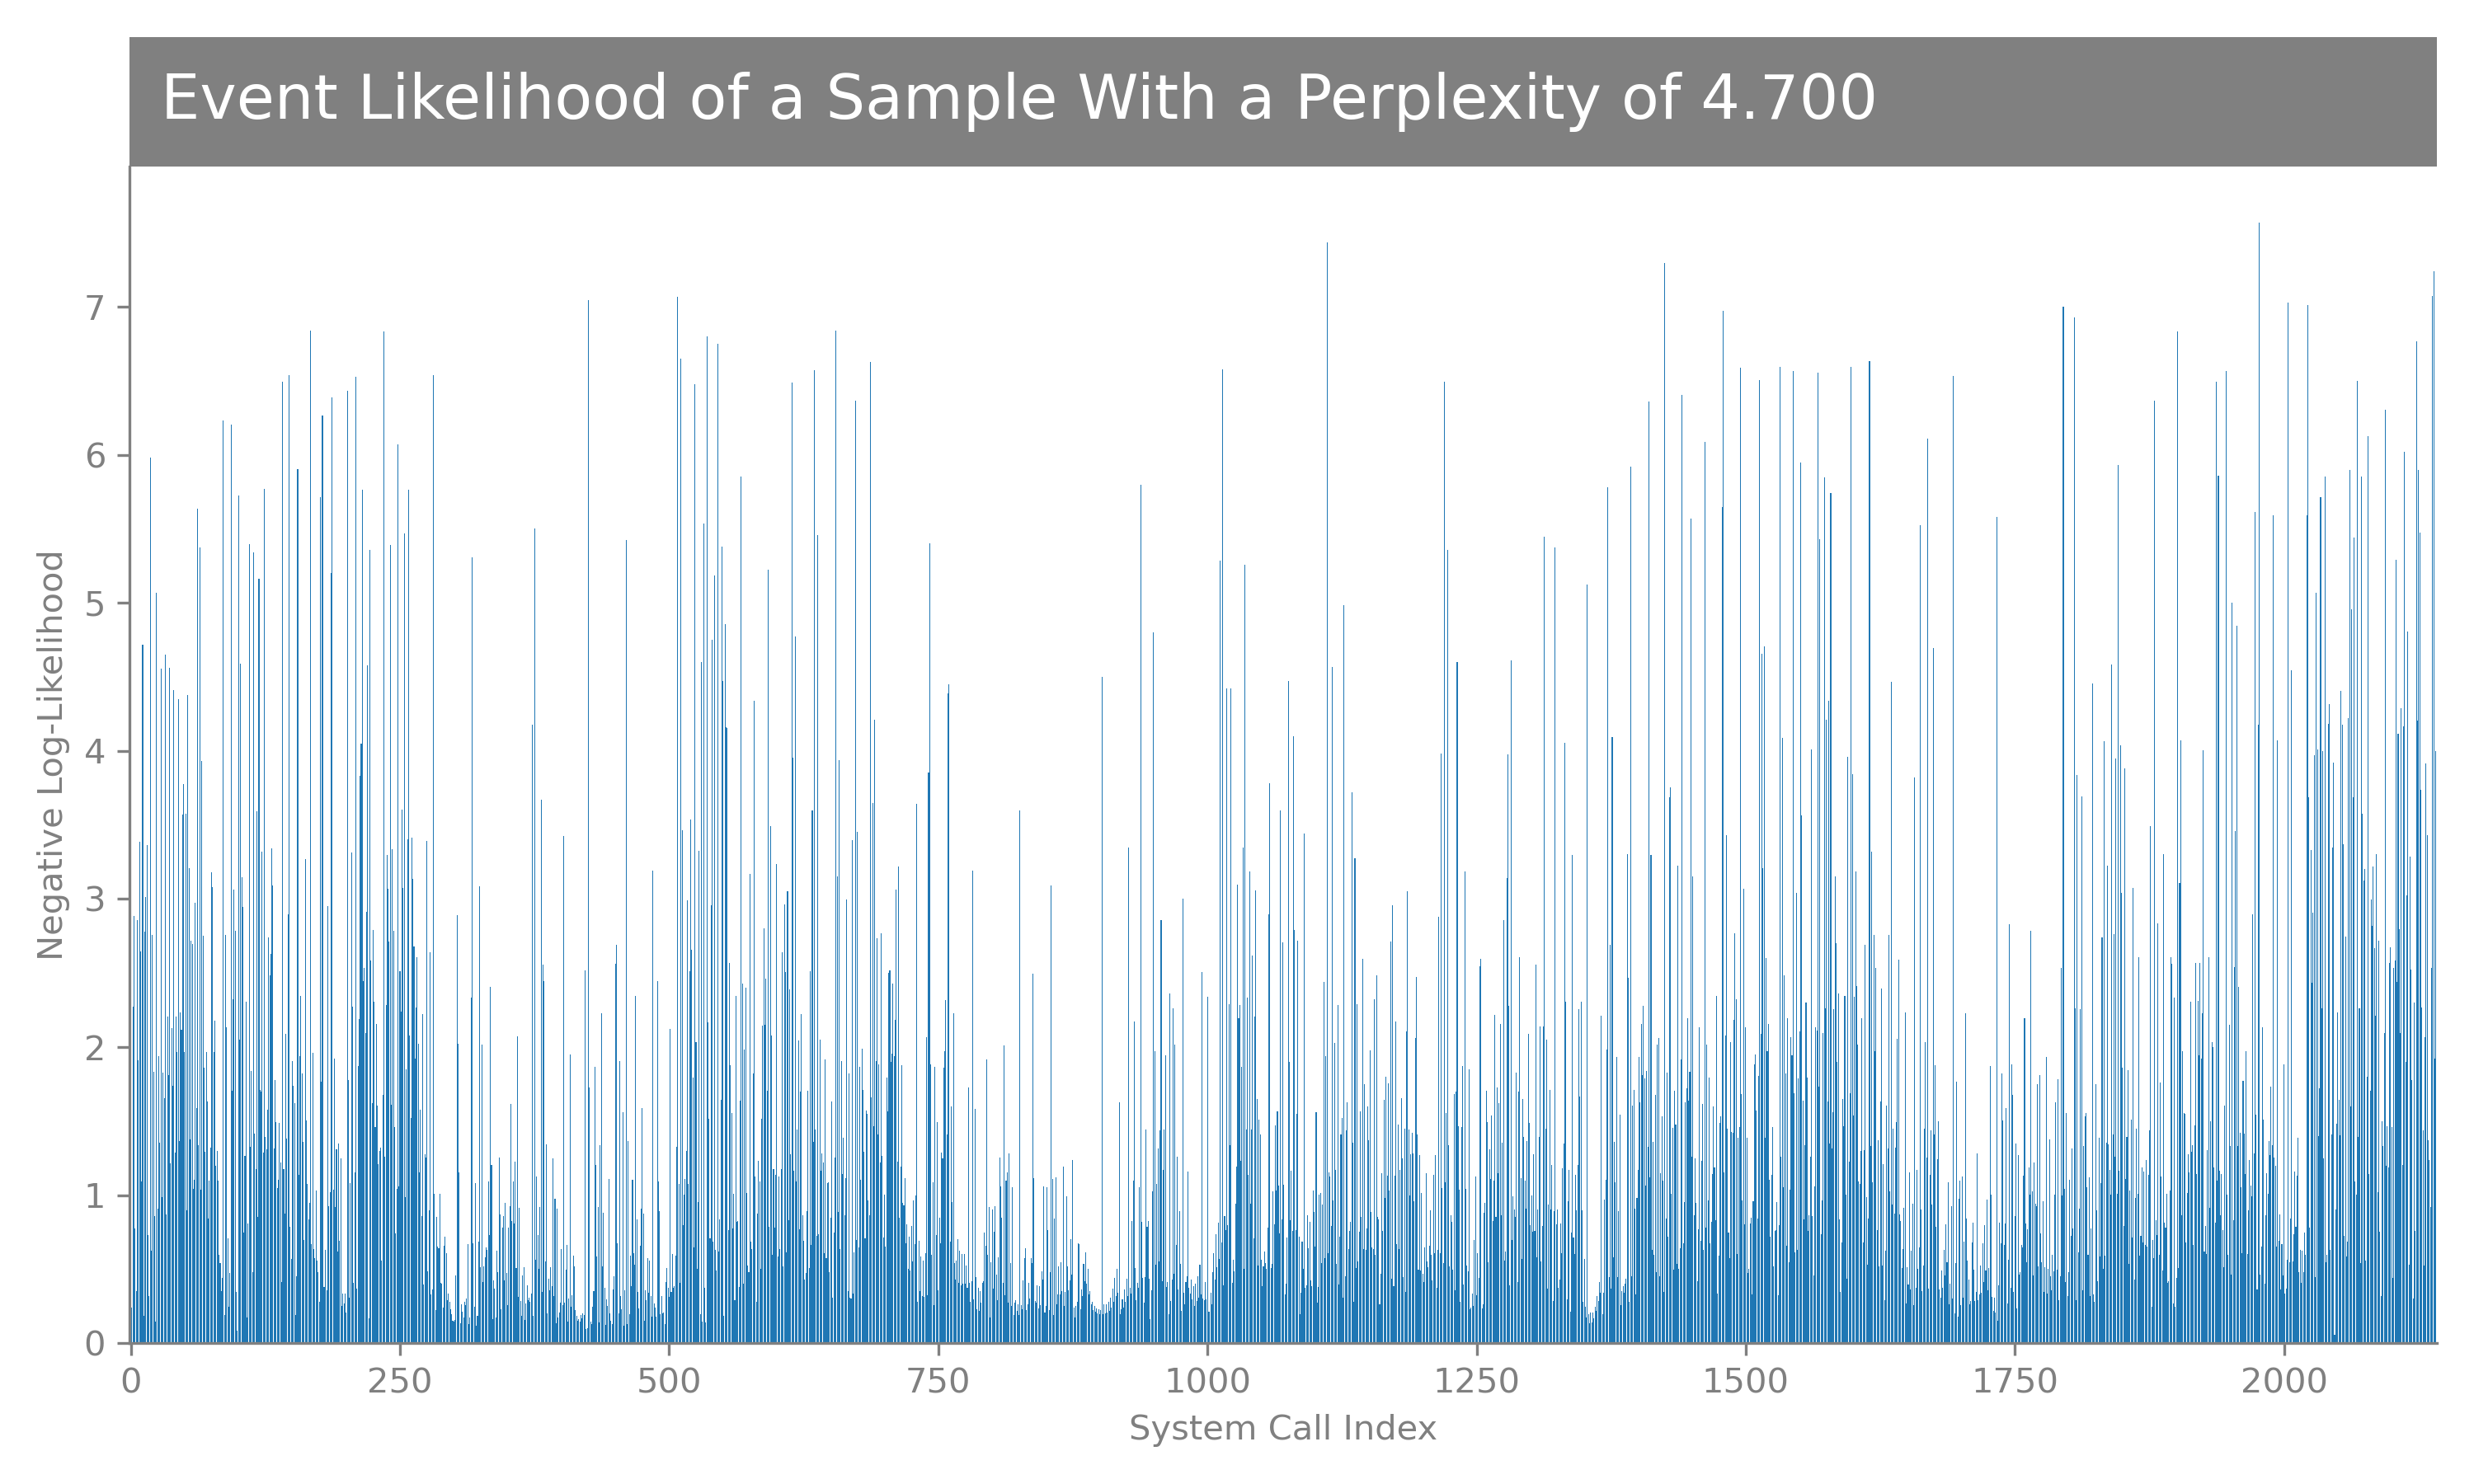 Event Likelihood of a Sample With a Perplexity of 4.700
Negative Log-Likelihood
7
6
5
4
3
2
1
0
0 250 500 750 1000 1250 1500 1750 2000
System Call Index